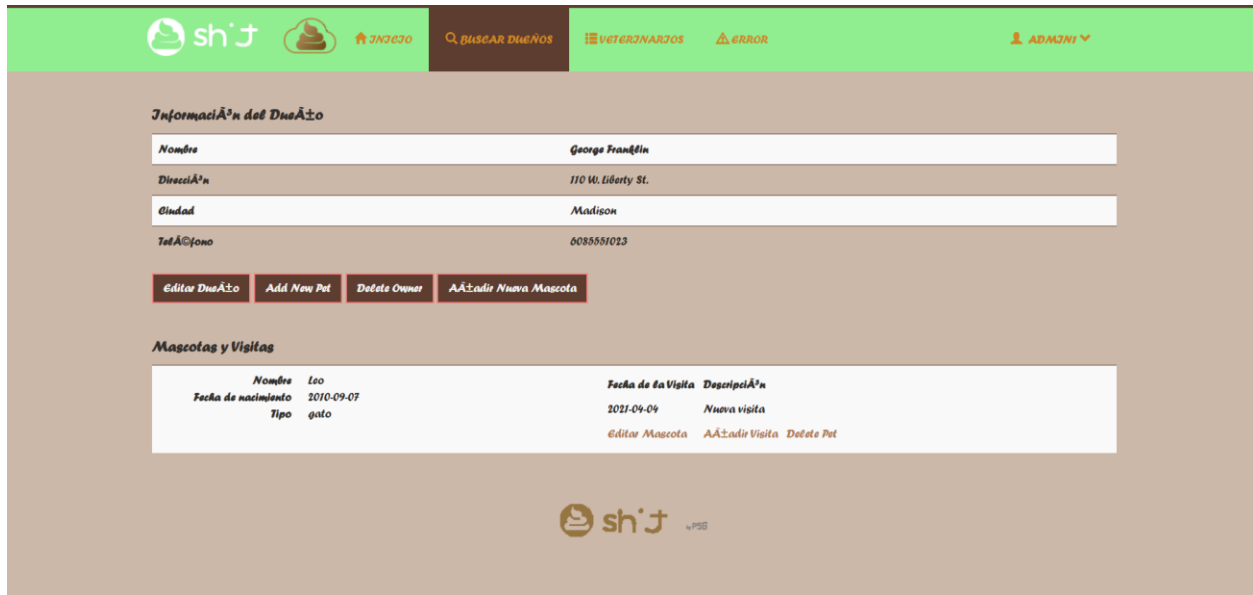 sh't INICIO BUSCAR DUEÑOS VETERINARIOS ERROR ADMIN1
InformaciÃ³n del DueÃ±o
Nombre George Franklin
DirecciÃ³n 110 W. Liberty St.
Ciudad Madison
TelÃ©fono 6085551023
Editar DueÃ±o Add New Pet Delete Owner AÃ±adir Nueva Mascota
Mascotas y Visitas
Nombre Leo
Fecha de nacimiento 2010-09-07
Tipo gato
Fecha de la Visita DescripciÃ³n
2021-04-04 Nueva visita
Editar Mascota AÃ±adir Visita Delete Pet
sh't by PSG